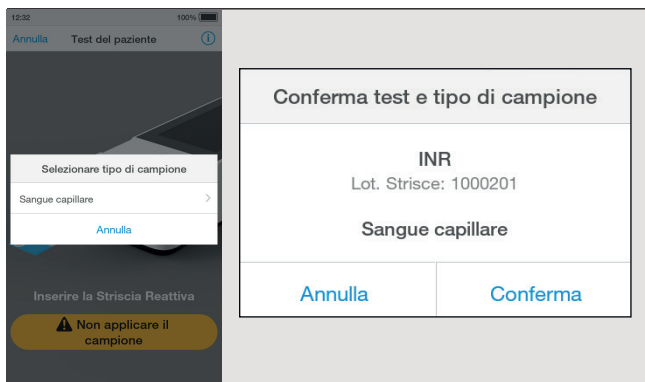 12:32 100%
Annulla Test del paziente i
Selezionare tipo di campione
Sangue capillare
Annulla
Inserire la Striscia Reattiva
Non applicare il
campione
Conferma test e tipo di campione
INR
Lot. Strisce: 1000201
Sangue capillare
Annulla Conferma